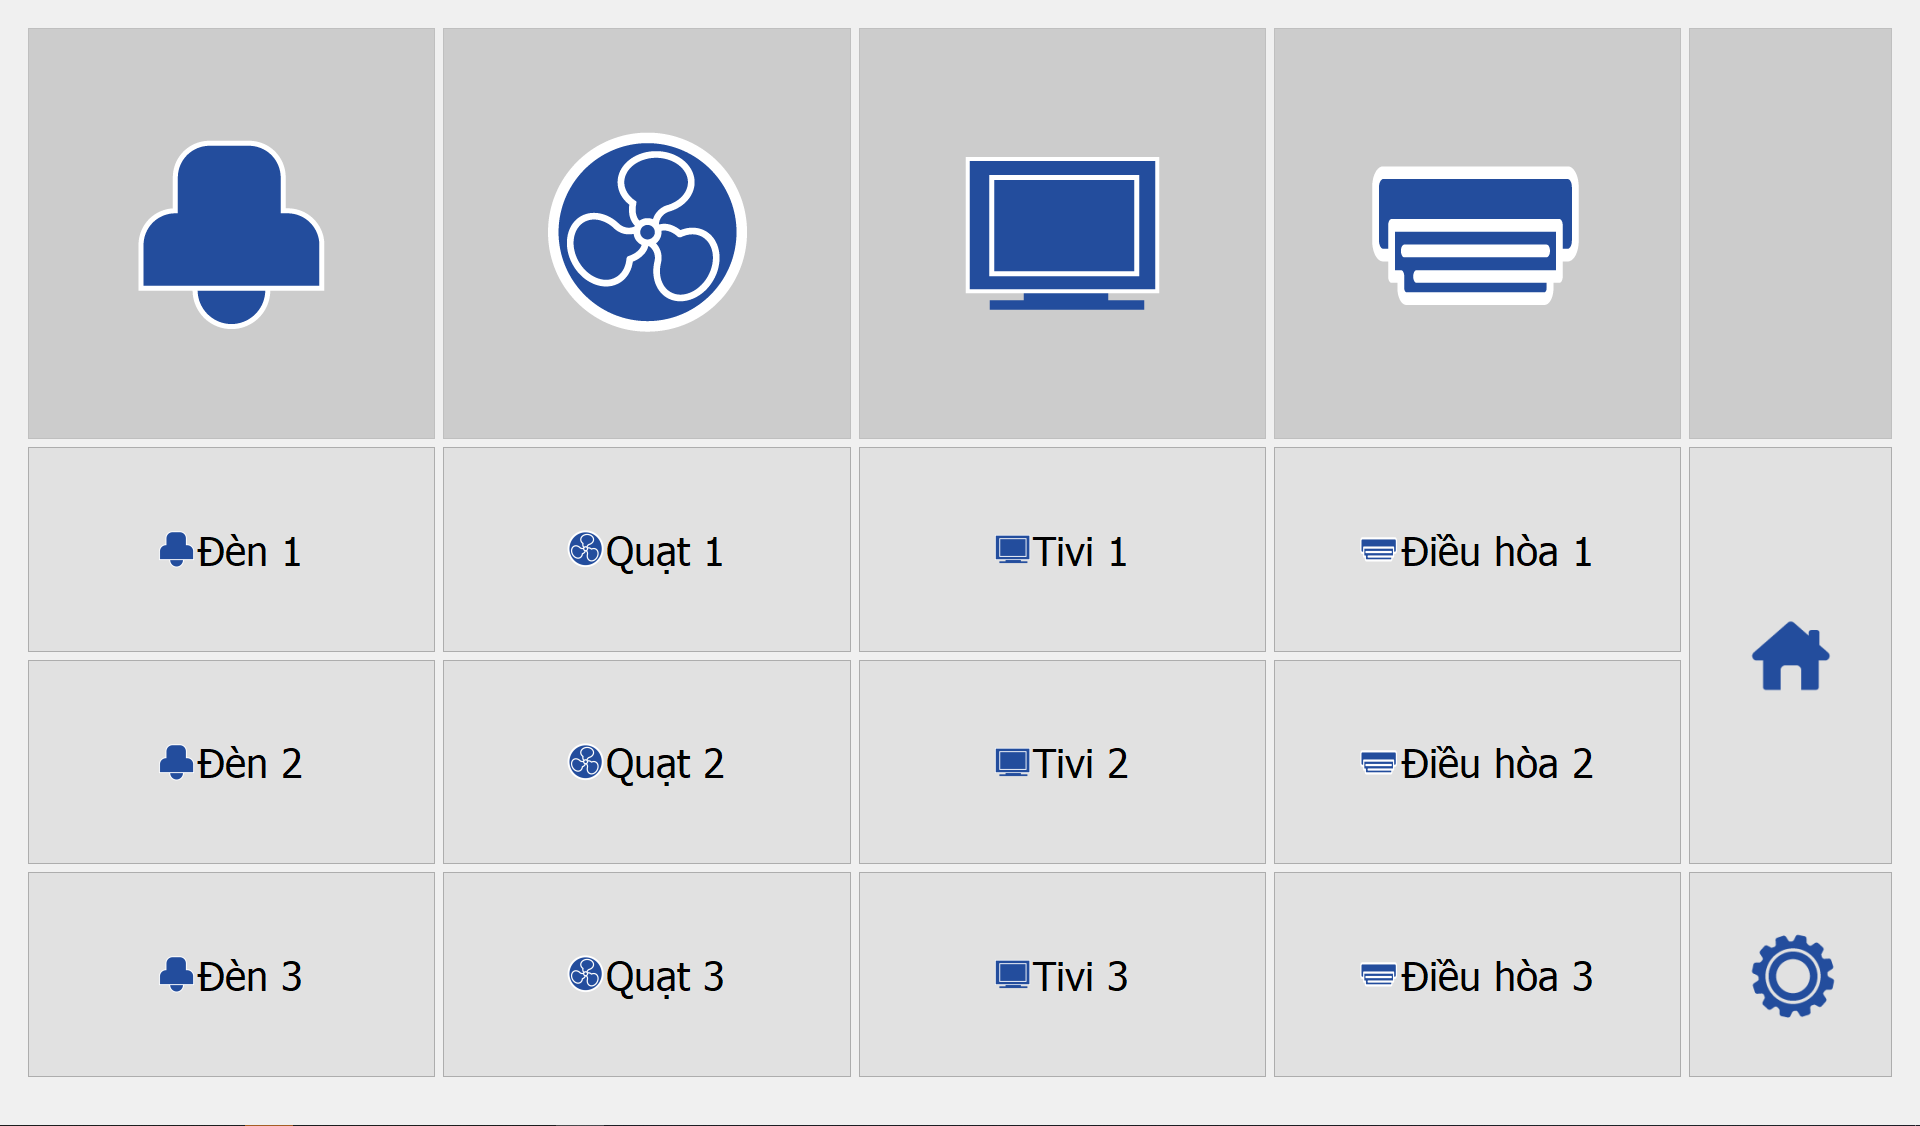 Đèn 1
Quạt 1
Tivi 1
Điều hòa 1
Đèn 2
Quạt 2
Tivi 2
Điều hòa 2
Đèn 3
Quạt 3
Tivi 3
Điều hòa 3